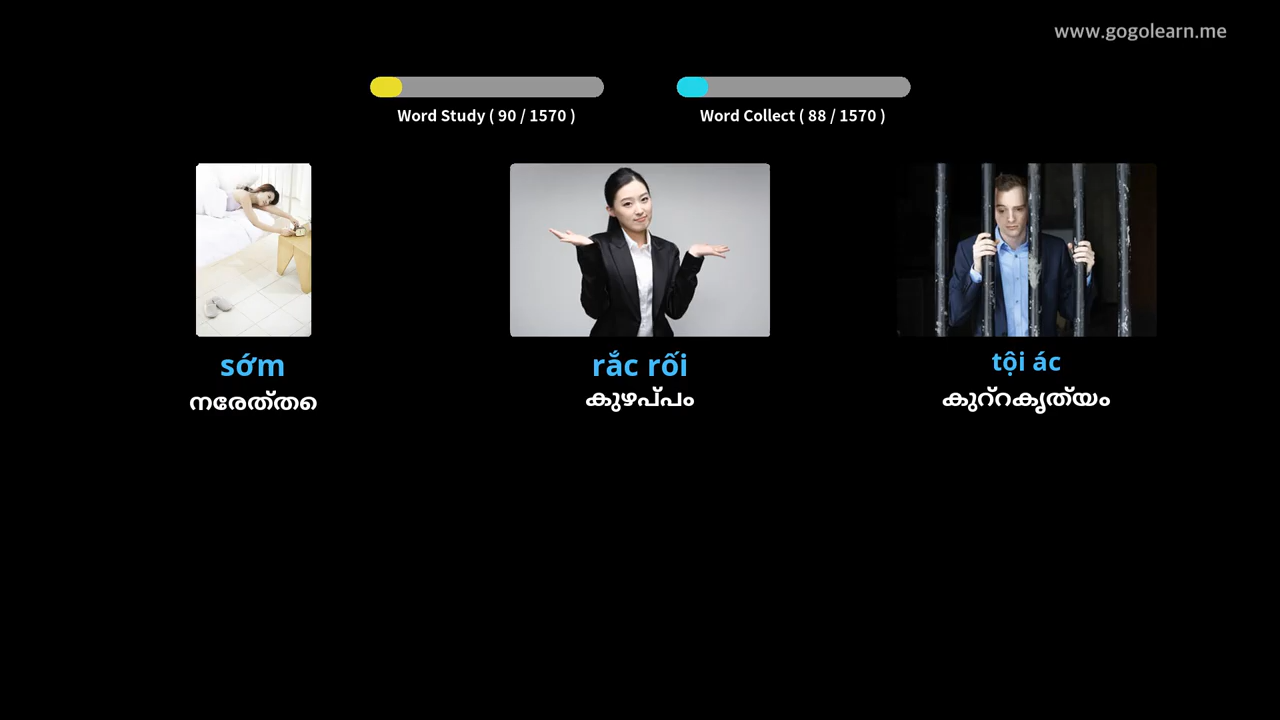 www.gogolearn.me
Word Study ( 90 / 1570 )
Word Collect ( 88 / 1570 )
sớm
rắc rối
tội ác
നരേത്തെ
കുഴപ്പം
കുറ്റകൃത്യം